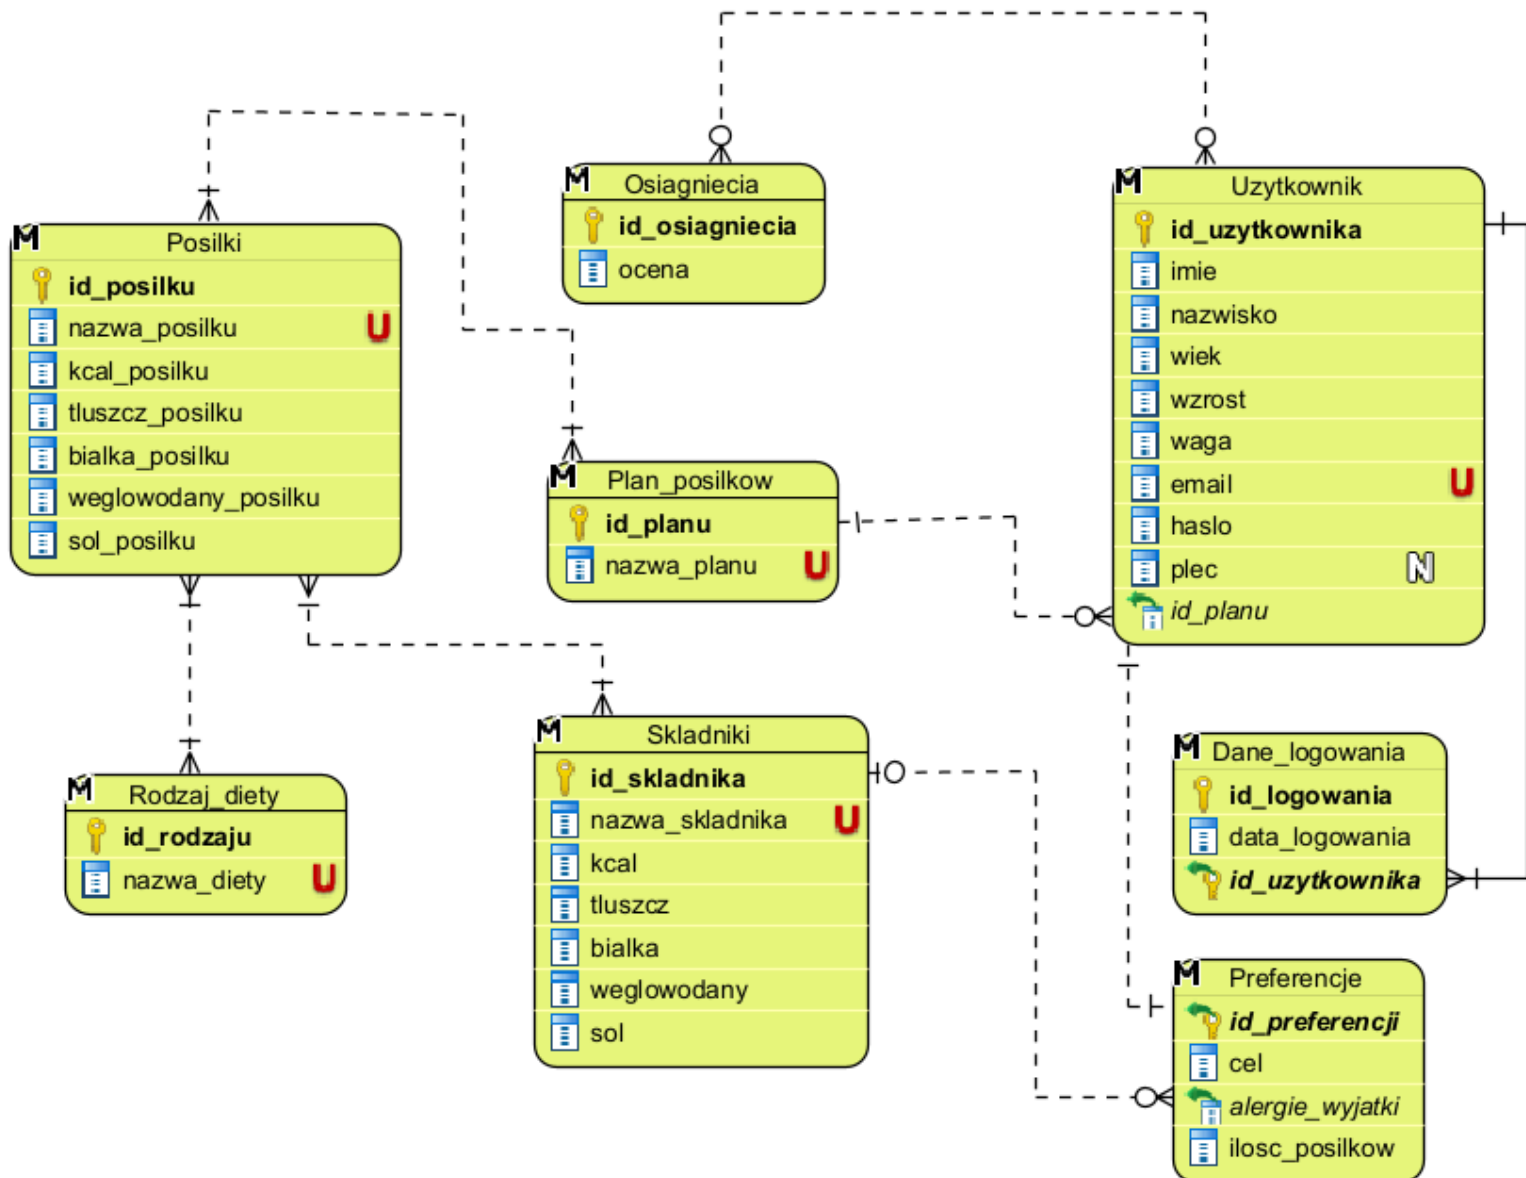 Osiagniecia
id_osiagniecia
ocena
Uzytkownik
id_uzytkownika
imie
nazwisko
wiek
wzrost
waga
email U
haslo
plec N
id_planu
Posilki
id_posilku
nazwa_posilku U
kcal_posilku
tluszcz_posilku
bialka_posilku
weglowodany_posilku
sol_posilku
Plan_posilkow
id_planu
nazwa_planu U
Rodzaj_diety
id_rodzaju
nazwa_diety U
Skladniki
id_skladnika
nazwa_skladnika U
kcal
tluszcz
bialka
weglowodany
sol
Dane_logowania
id_logowania
data_logowania
id_uzytkownika
Preferencje
id_preferencji
cel
alergie_wyjatki
ilosc_posilkow